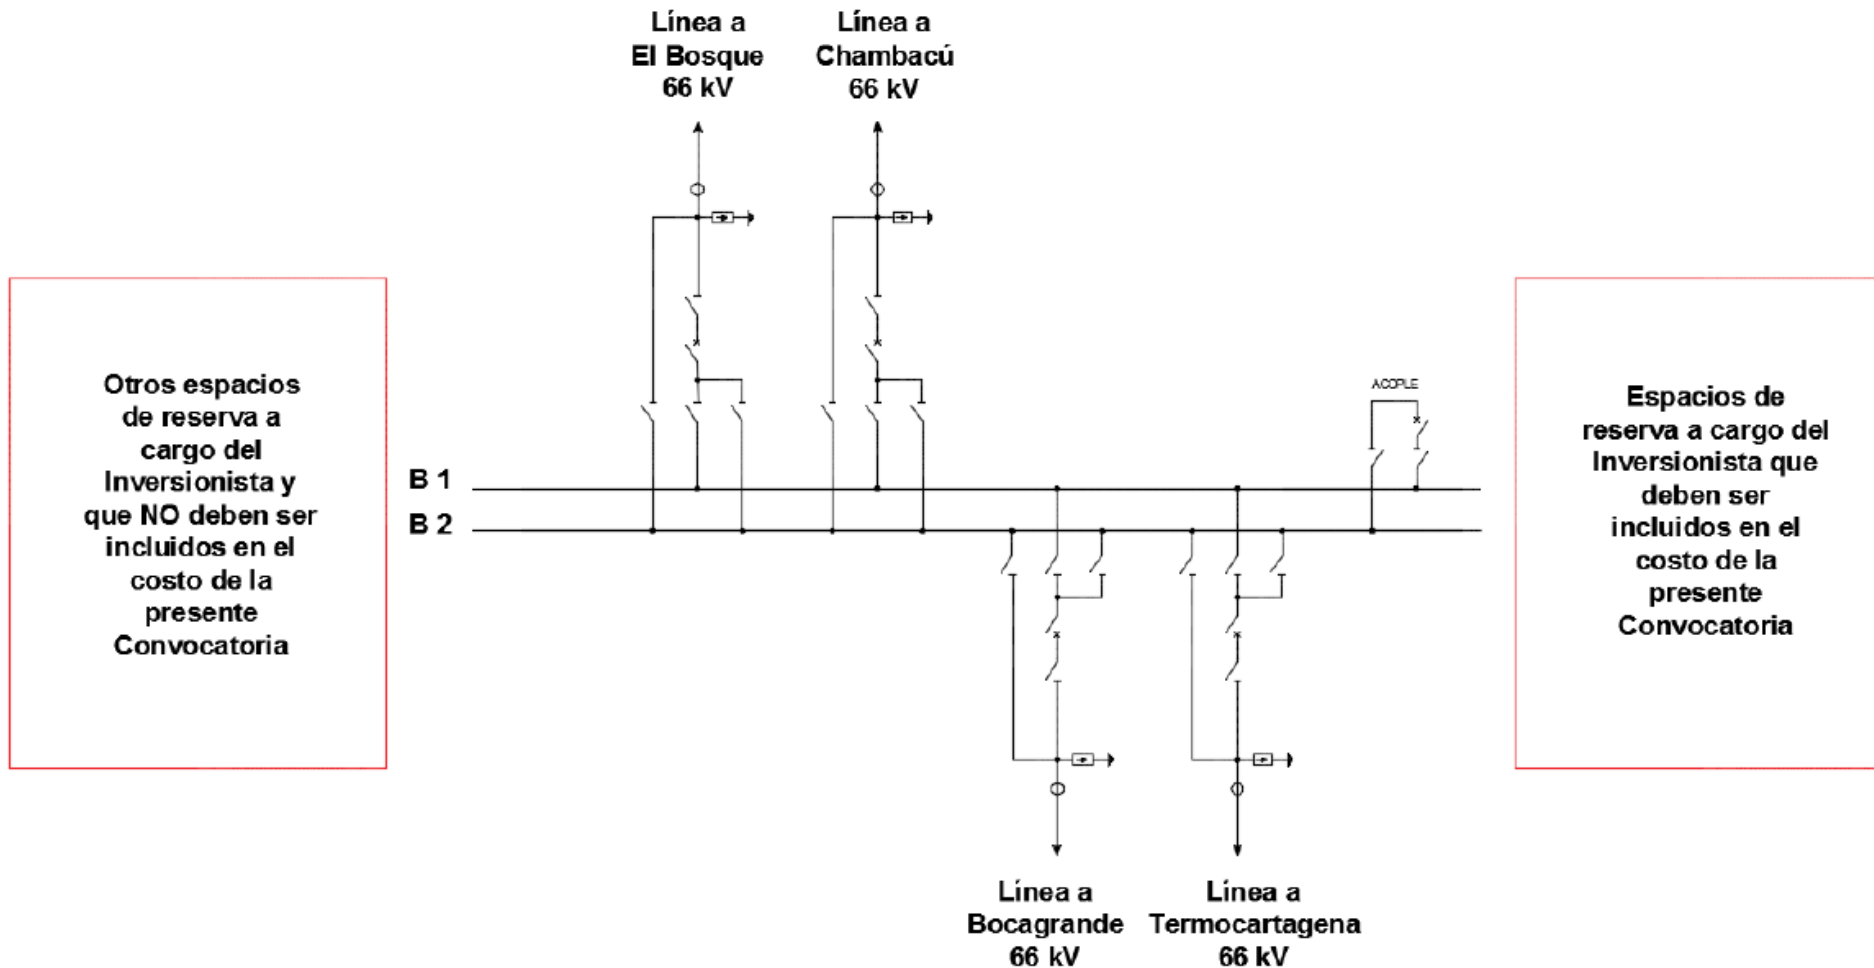 Línea a
El Bosque
66 kV
Línea a
Chambacú
66 kV
Otros espacios
de reserva a
cargo del
Inversionista y
que NO deben ser
incluidos en el
costo de la
presente
Convocatoria
B 1
B 2
ACOPLE
Espacios de
reserva a cargo del
Inversionista que
deben ser
incluidos en el
costo de la
presente
Convocatoria
Línea a
Bocagrande
66 kV
Línea a
Termocartagena
66 kV